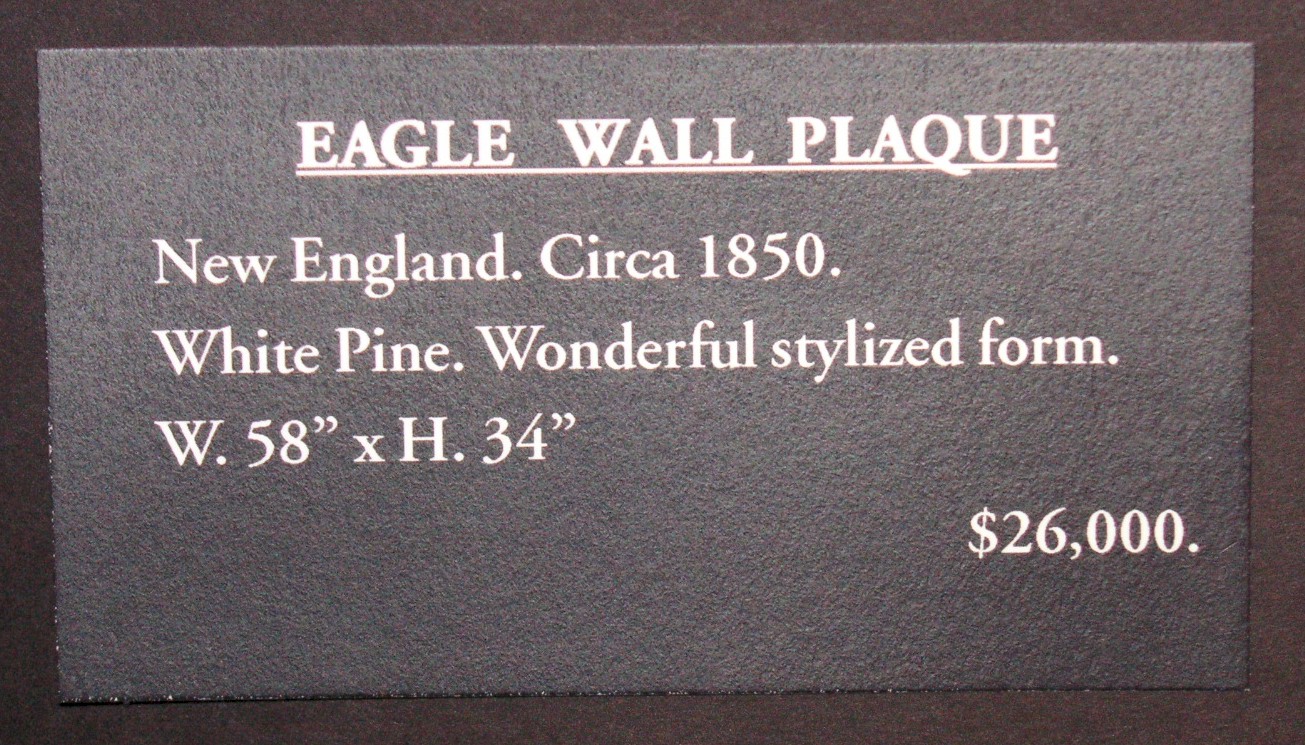 EAGLE WALL PLAQUE
New England. Circa 1850.
White Pine. Wonderful stylized form.
W. 58” x H. 34”
$26,000.